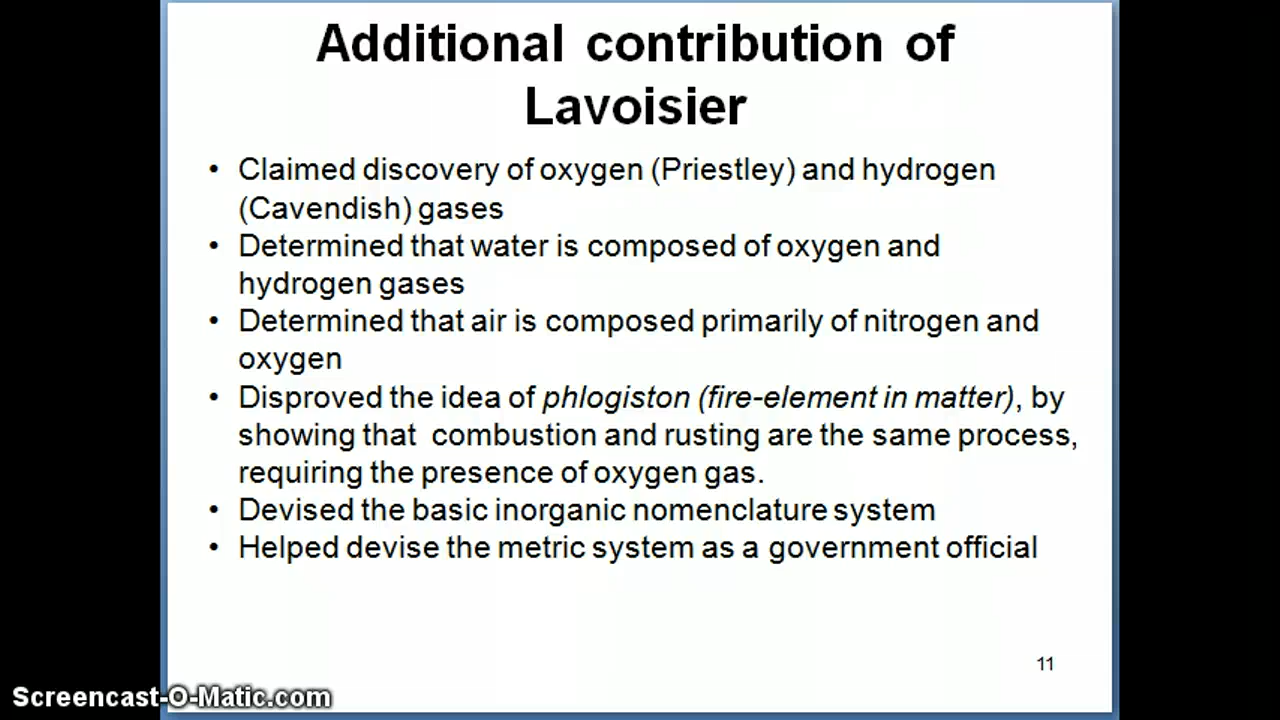 Additional contribution of
Lavoisier
• Claimed discovery of oxygen (Priestley) and hydrogen
(Cavendish) gases
• Determined that water is composed of oxygen and
hydrogen gases
• Determined that air is composed primarily of nitrogen and
oxygen
• Disproved the idea of phlogiston (fire-element in matter), by
showing that combustion and rusting are the same process,
requiring the presence of oxygen gas.
• Devised the basic inorganic nomenclature system
• Helped devise the metric system as a government official
11
Screencast-O-Matic.com